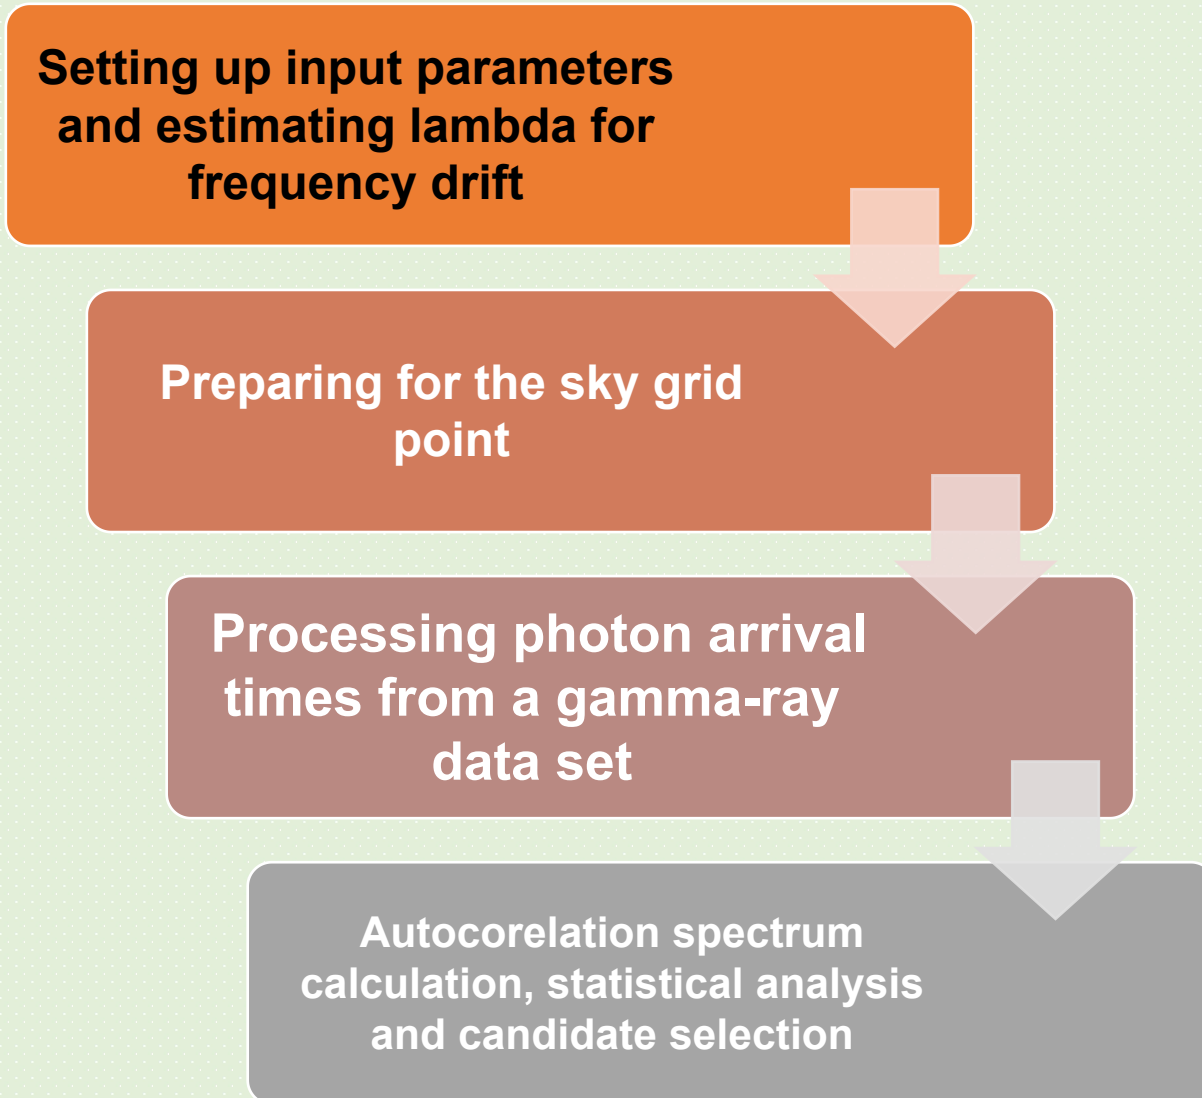 Setting up input parameters
and estimating lambda for
frequency drift
Preparing for the sky grid
point
Processing photon arrival
times from a gamma-ray
data set
Autocorelation spectrum
calculation, statistical analysis
and candidate selection